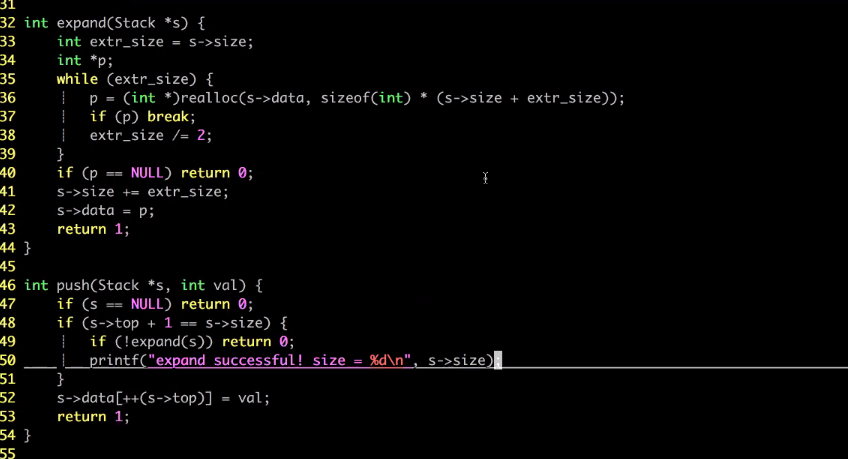 31
32 int expand(Stack *s) {
33     int extr_size = s->size;
34     int *p;
35     while (extr_size) {
36     ┆   p = (int *)realloc(s->data, sizeof(int) * (s->size + extr_size));
37     ┆   if (p) break;
38     ┆   extr_size /= 2;
39     }
40     if (p == NULL) return 0;
41     s->size += extr_size;
42     s->data = p;
43     return 1;
44 }
45
46 int push(Stack *s, int val) {
47     if (s == NULL) return 0;
48     if (s->top + 1 == s->size) {
49     ┆   if (!expand(s)) return 0;
50     ┆   printf("expand successful! size = %d\n", s->size);
51     }
52     s->data[++(s->top)] = val;
53     return 1;
54 }
55